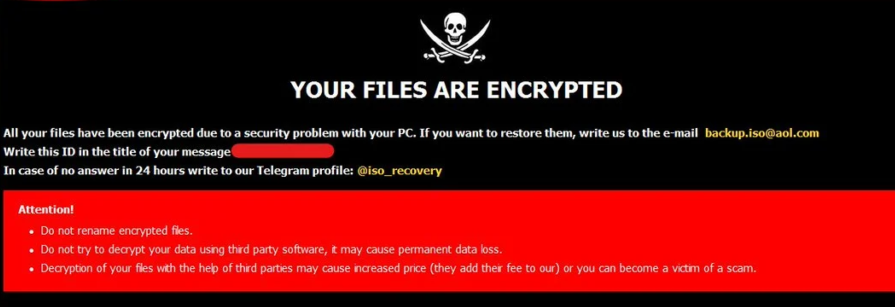 YOUR FILES ARE ENCRYPTED
All your files have been encrypted due to a security problem with your PC. If you want to restore them, write us to the e-mail backup.iso@aol.com
Write this ID in the title of your message
In case of no answer in 24 hours write to our Telegram profile: @iso_recovery
Attention!
• Do not rename encrypted files.
• Do not try to decrypt your data using third party software, it may cause permanent data loss.
• Decryption of your files with the help of third parties may cause increased price (they add their fee to our) or you can become a victim of a scam.